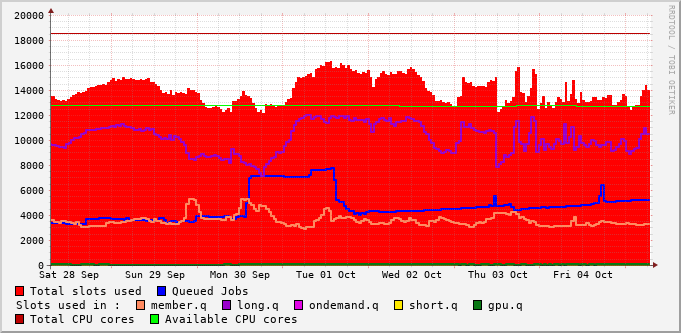 20000
18000
16000
14000
12000
10000
8000
6000
4000
2000
0
Sat 28 Sep Sun 29 Sep Mon 30 Sep Tue 01 Oct Wed 02 Oct Thu 03 Oct Fri 04 Oct
Total slots used Queued Jobs
Slots used in : member.q long.q ondemand.q short.q gpu.q
Total CPU cores Available CPU cores
RRDTOOL / TOBI OETIKER